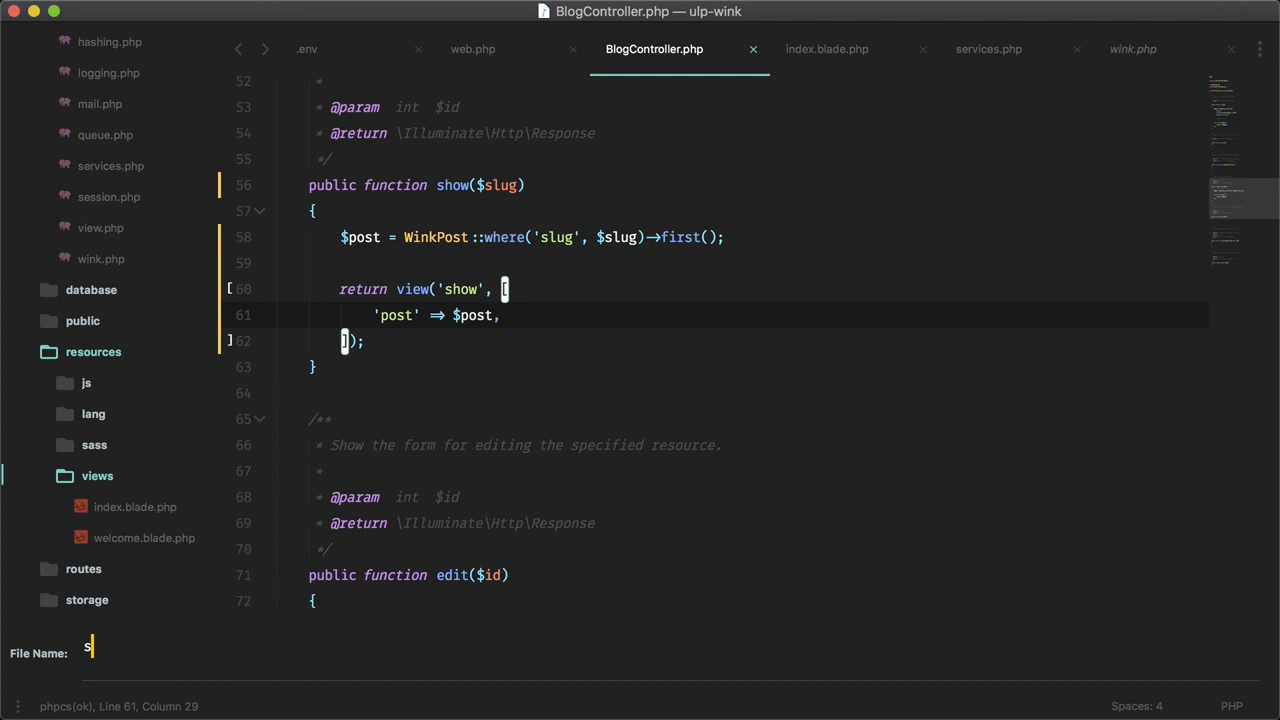 BlogController.php — ulp-wink
hashing.php
logging.php
mail.php
queue.php
services.php
session.php
view.php
wink.php
database
public
resources
js
lang
sass
views
index.blade.php
welcome.blade.php
routes
storage
.env
web.php
BlogController.php
index.blade.php
services.php
wink.php
52 *
53 * @param int $id
54 * @return \Illuminate\Http\Response
55 */
56 public function show($slug)
57 {
58 $post = WinkPost::where('slug', $slug)->first();
59
60 return view('show', [
61 'post' => $post,
62 ]);
63 }
64
65 /**
66 * Show the form for editing the specified resource.
67 *
68 * @param int $id
69 * @return \Illuminate\Http\Response
70 */
71 public function edit($id)
72 {
File Name: s
phpcs(ok), Line 61, Column 29
Spaces: 4
PHP